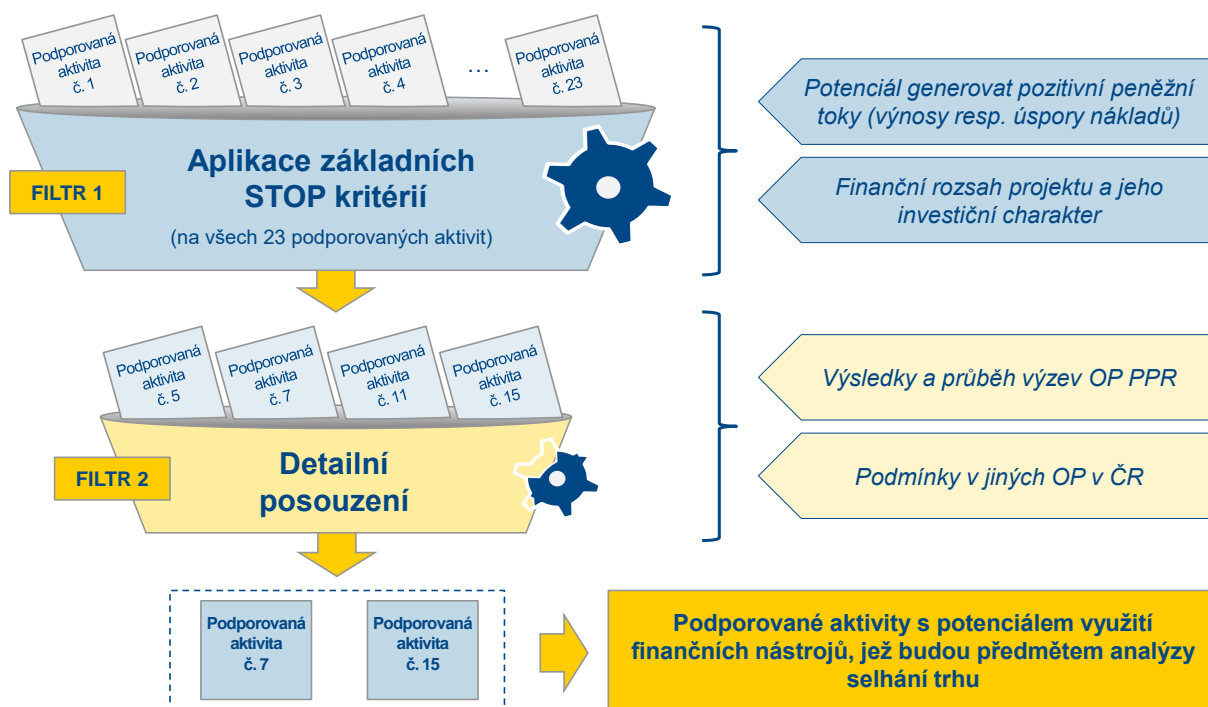 Podporovaná
aktivita
č. 1
Podporovaná
aktivita
č. 2
Podporovaná
aktivita
č. 3
Podporovaná
aktivita
č. 4
...
Podporovaná
aktivita
č. 23
Aplikace základních
STOP kritérií
(na všech 23 podporovaných aktivit)
FILTR 1
Potenciál generovat pozitivní peněžní
toky (výnosy resp. úspory nákladů)
Finanční rozsah projektu a jeho
investiční charakter
Podporovaná
aktivita
č. 5
Podporovaná
aktivita
č. 7
Podporovaná
aktivita
č. 11
Podporovaná
aktivita
č. 15
Detailní
posouzení
FILTR 2
Výsledky a průběh výzev OP PPR
Podmínky v jiných OP v ČR
Podporovaná
aktivita
č. 7
Podporovaná
aktivita
č. 15
Podporované aktivity s potenciálem využití
finančních nástrojů, jež budou předmětem analýzy
selhání trhu